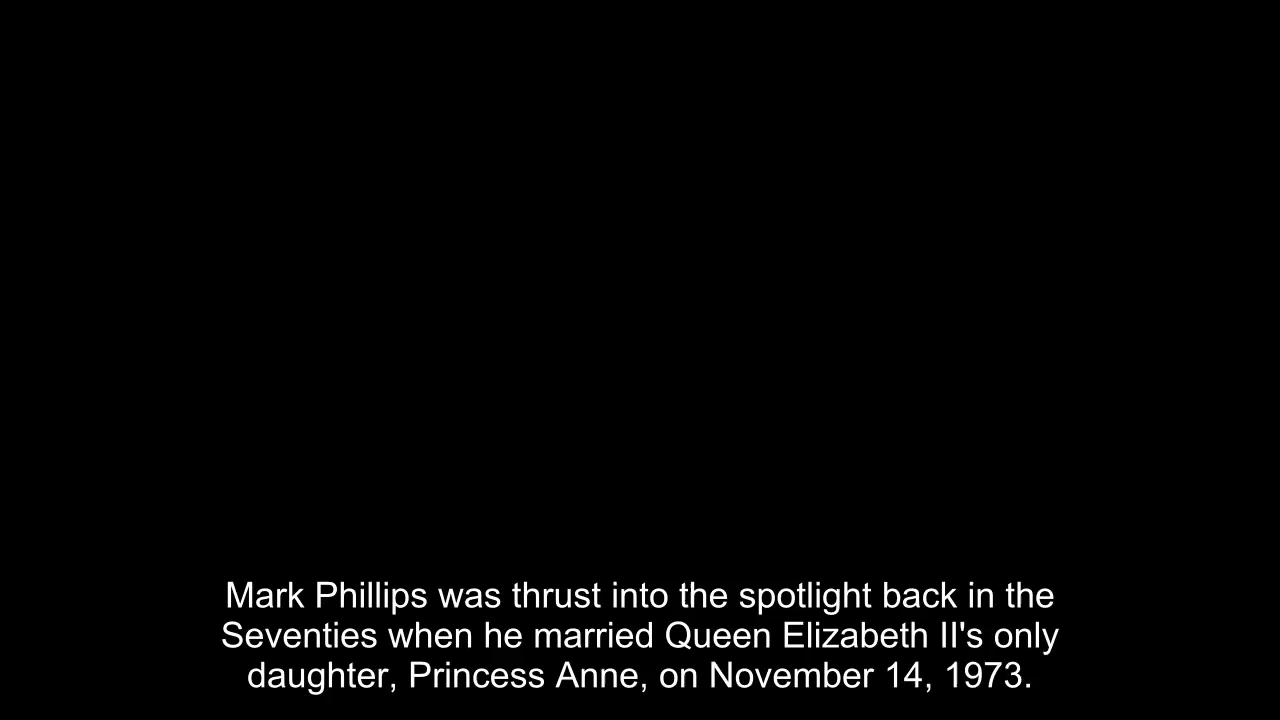 Mark Phillips was thrust into the spotlight back in the
Seventies when he married Queen Elizabeth II's only
daughter, Princess Anne, on November 14, 1973.